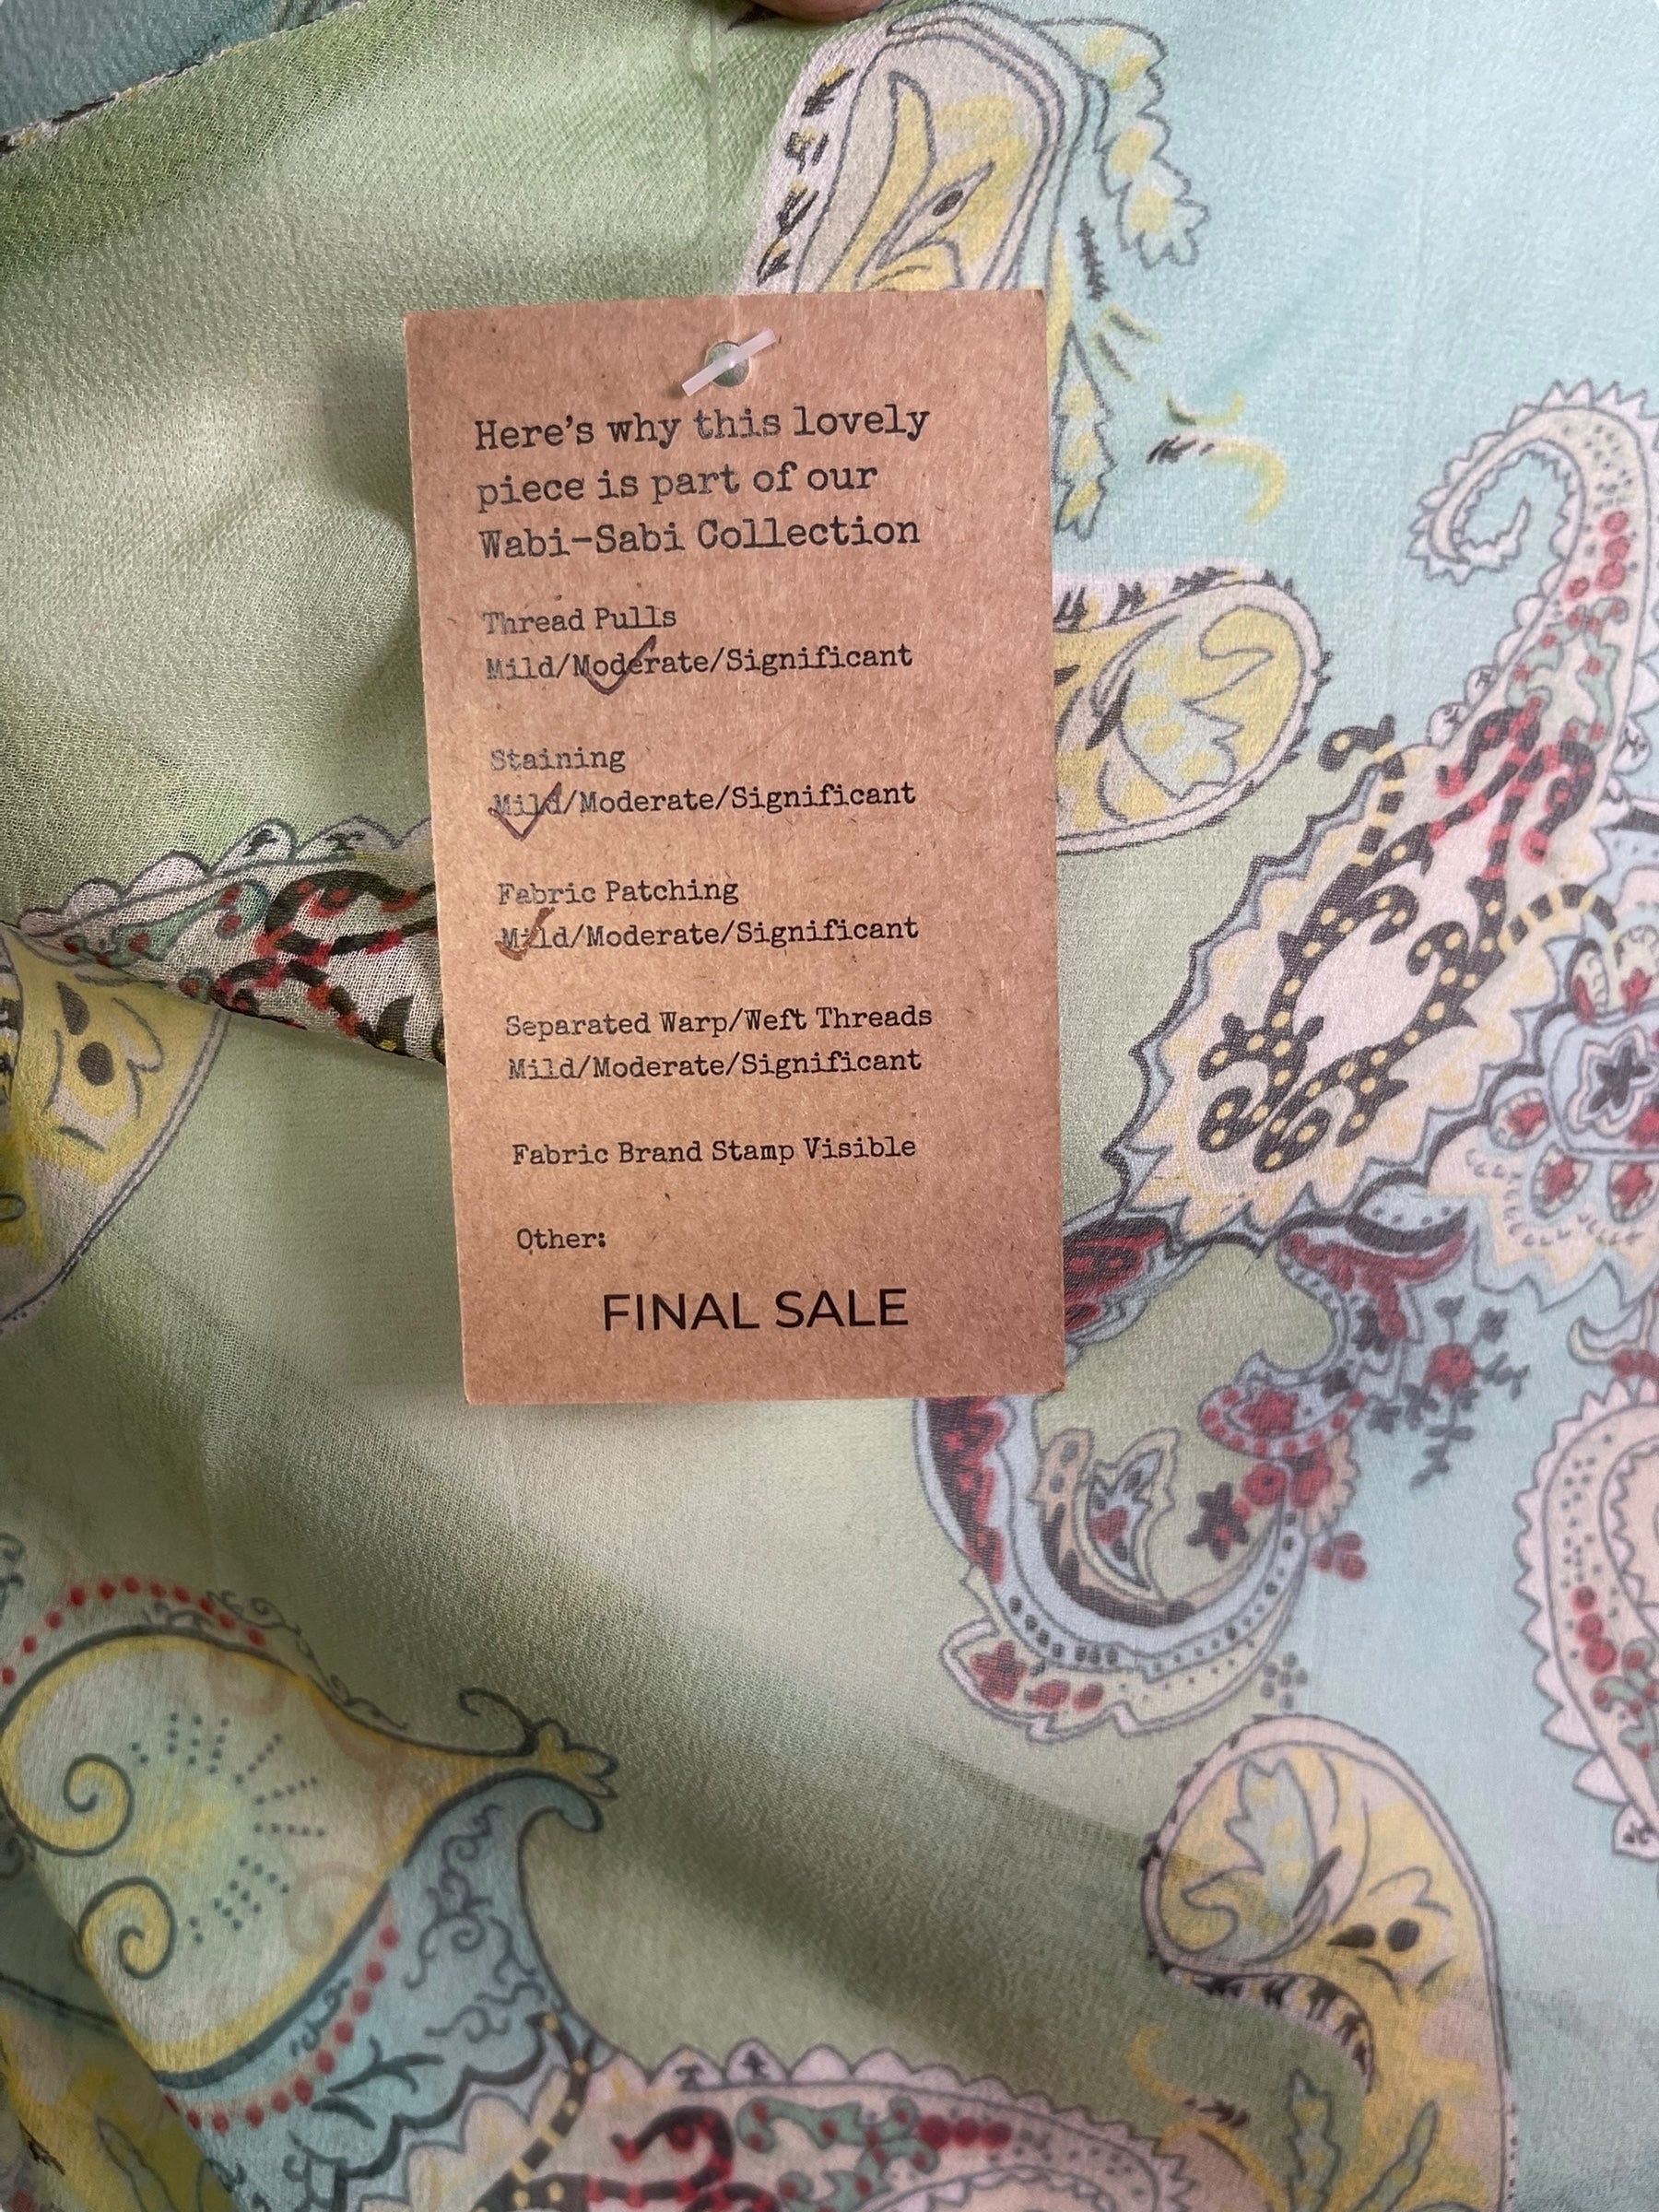 Here's why this lovely
piece is part of our
Wabi-Sabi Collection
Thread Pulls
Mild/Moderate/Significant
Staining
Mild/Moderate/Significant
Fabric Patching
Mild/Moderate/Significant
Separated Warp/Weft Threads
Mild/Moderate/Significant
Fabric Brand Stamp Visible
Other:
FINAL SALE